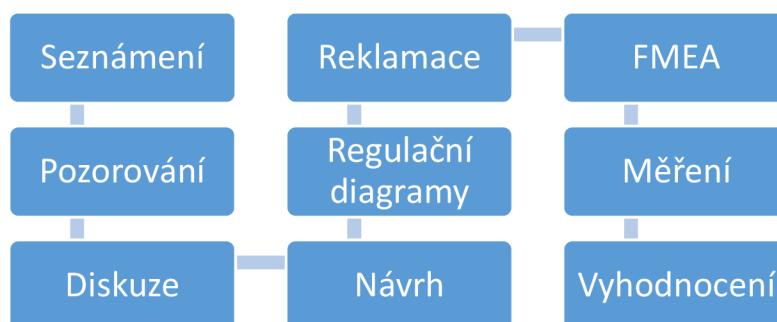 Seznámení
Pozorování
Diskuze
Návrh
Regulační
diagramy
Reklamace
FMEA
Měření
Vyhodnocení